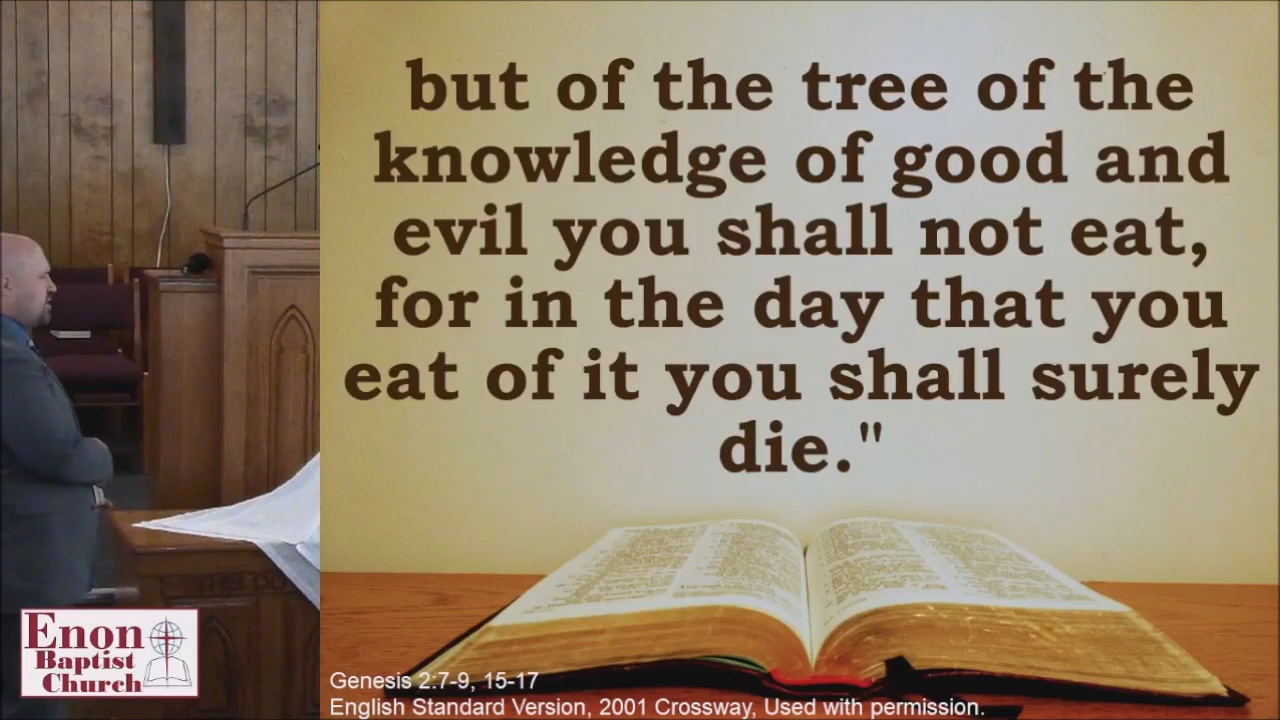 but of the tree of the
knowledge of good and
evil you shall not eat,
for in the day that you
eat of it you shall surely
die."
Enon
Baptist
Church
Genesis 2:7-9, 15-17
English Standard Version, 2001 Crossway, Used with permission.